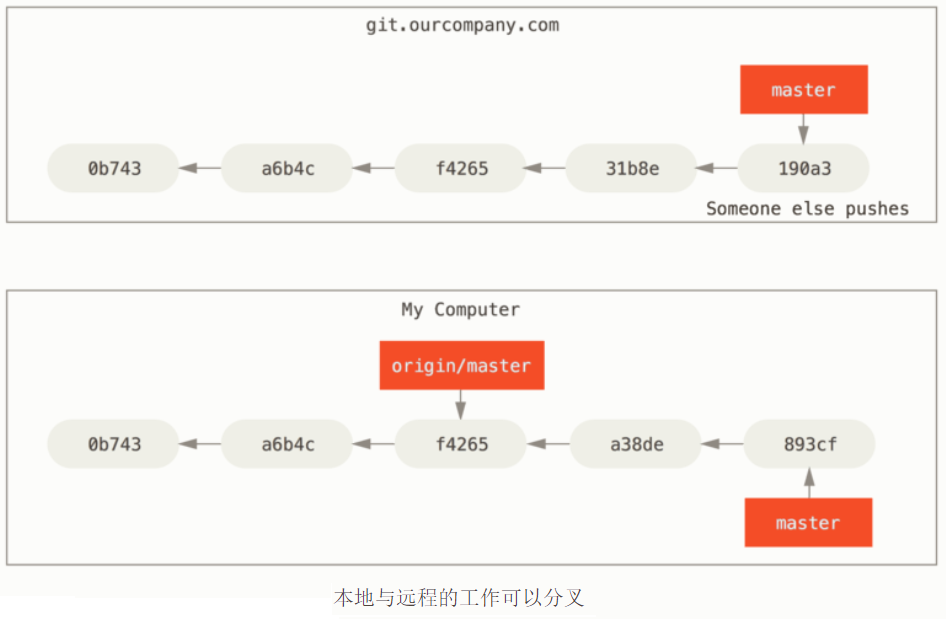 git.ourcompany.com
master
0b743 a6b4c f4265 31b8e 190a3
Someone else pushes
My Computer
origin/master
0b743 a6b4c f4265 a38de 893cf
master
本地与远程的工作可以分叉